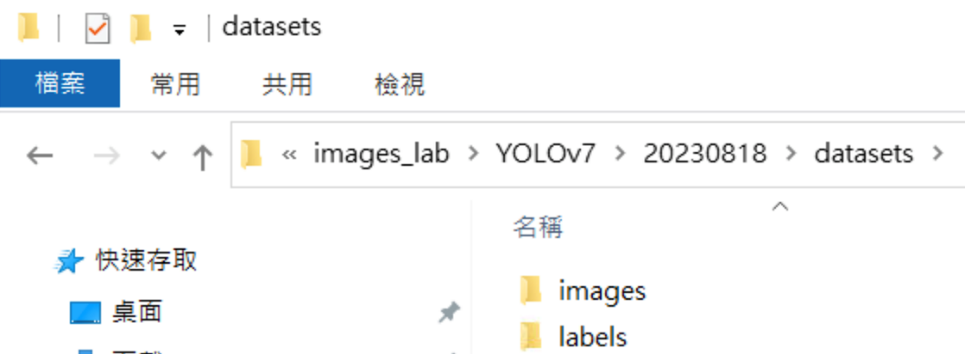 datasets
檔案 常用 共用 檢視
« images_lab > YOLOv7 > 20230818 > datasets >
名稱
快速存取
images
桌面
labels